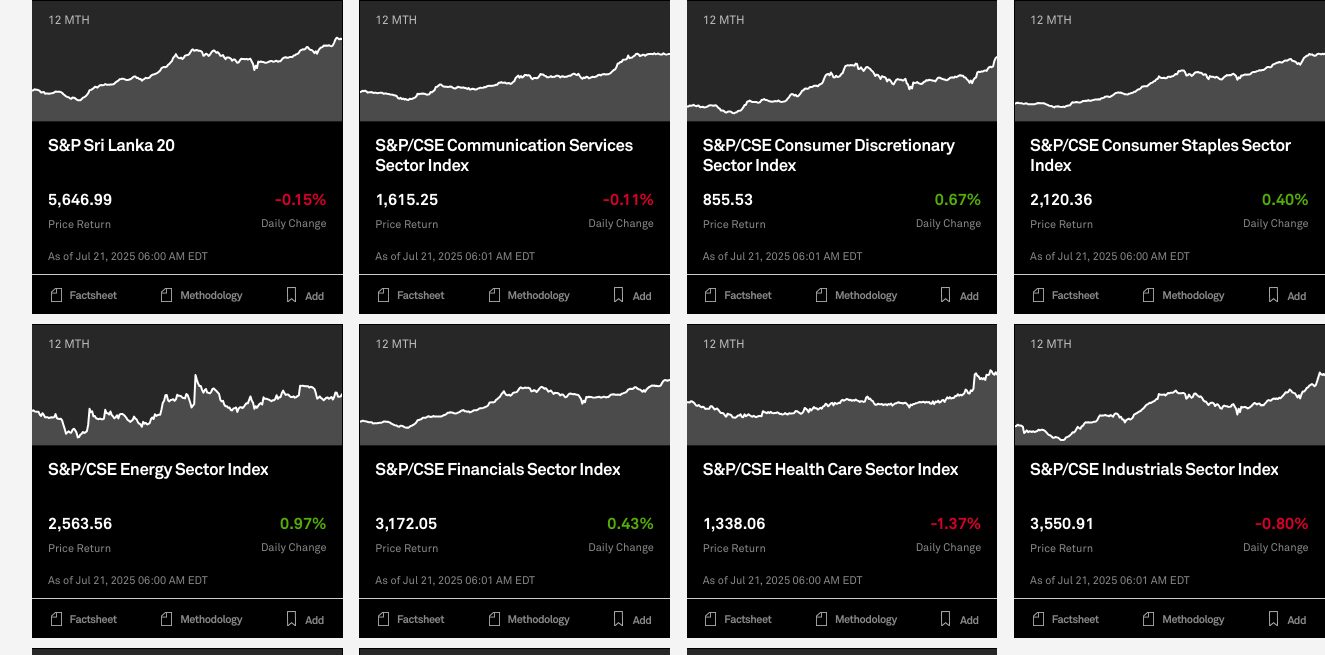 12 MTH
S&P Sri Lanka 20
5,646.99
-0.15%
Price Return
Daily Change
As of Jul 21, 2025 06:00 AM EDT
Factsheet
Methodology
Add
12 MTH
S&P/CSE Communication Services
Sector Index
1,615.25
-0.11%
Price Return
Daily Change
As of Jul 21, 2025 06:01 AM EDT
Factsheet
Methodology
Add
12 MTH
S&P/CSE Consumer Discretionary
Sector Index
855.53
0.67%
Price Return
Daily Change
As of Jul 21, 2025 06:01 AM EDT
Factsheet
Methodology
Add
12 MTH
S&P/CSE Consumer Staples Sector
Index
2,120.36
0.40%
Price Return
Daily Change
As of Jul 21, 2025 06:00 AM EDT
Factsheet
Methodology
Add
12 MTH
S&P/CSE Energy Sector Index
2,563.56
0.97%
Price Return
Daily Change
As of Jul 21, 2025 06:00 AM EDT
Factsheet
Methodology
Add
12 MTH
S&P/CSE Financials Sector Index
3,172.05
0.43%
Price Return
Daily Change
As of Jul 21, 2025 06:01 AM EDT
Factsheet
Methodology
Add
12 MTH
S&P/CSE Health Care Sector Index
1,338.06
-1.37%
Price Return
Daily Change
As of Jul 21, 2025 06:00 AM EDT
Factsheet
Methodology
Add
12 MTH
S&P/CSE Industrials Sector Index
3,550.91
-0.80%
Price Return
Daily Change
As of Jul 21, 2025 06:01 AM EDT
Factsheet
Methodology
Add